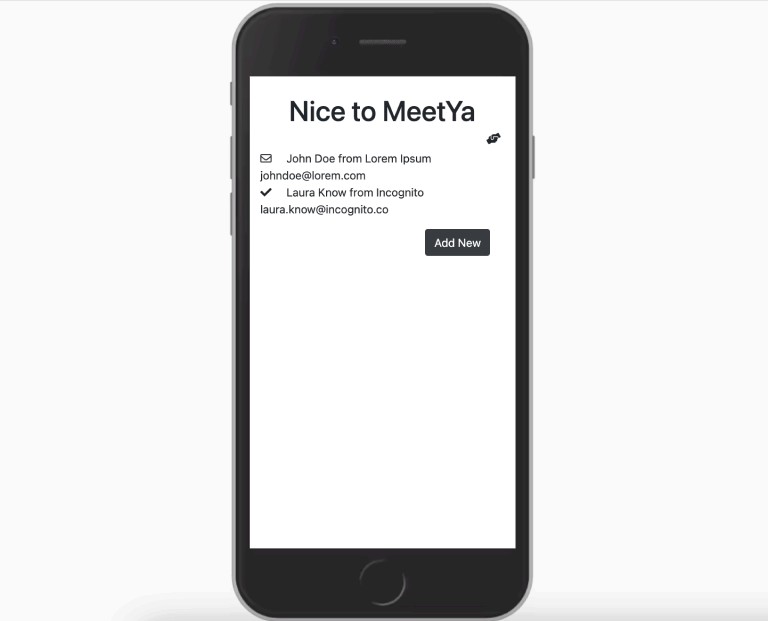 Nice to MeetYa
John Doe from Lorem Ipsum
johndoe@lorem.com
Laura Know from Incognito
laura.know@incognito.co
Add New